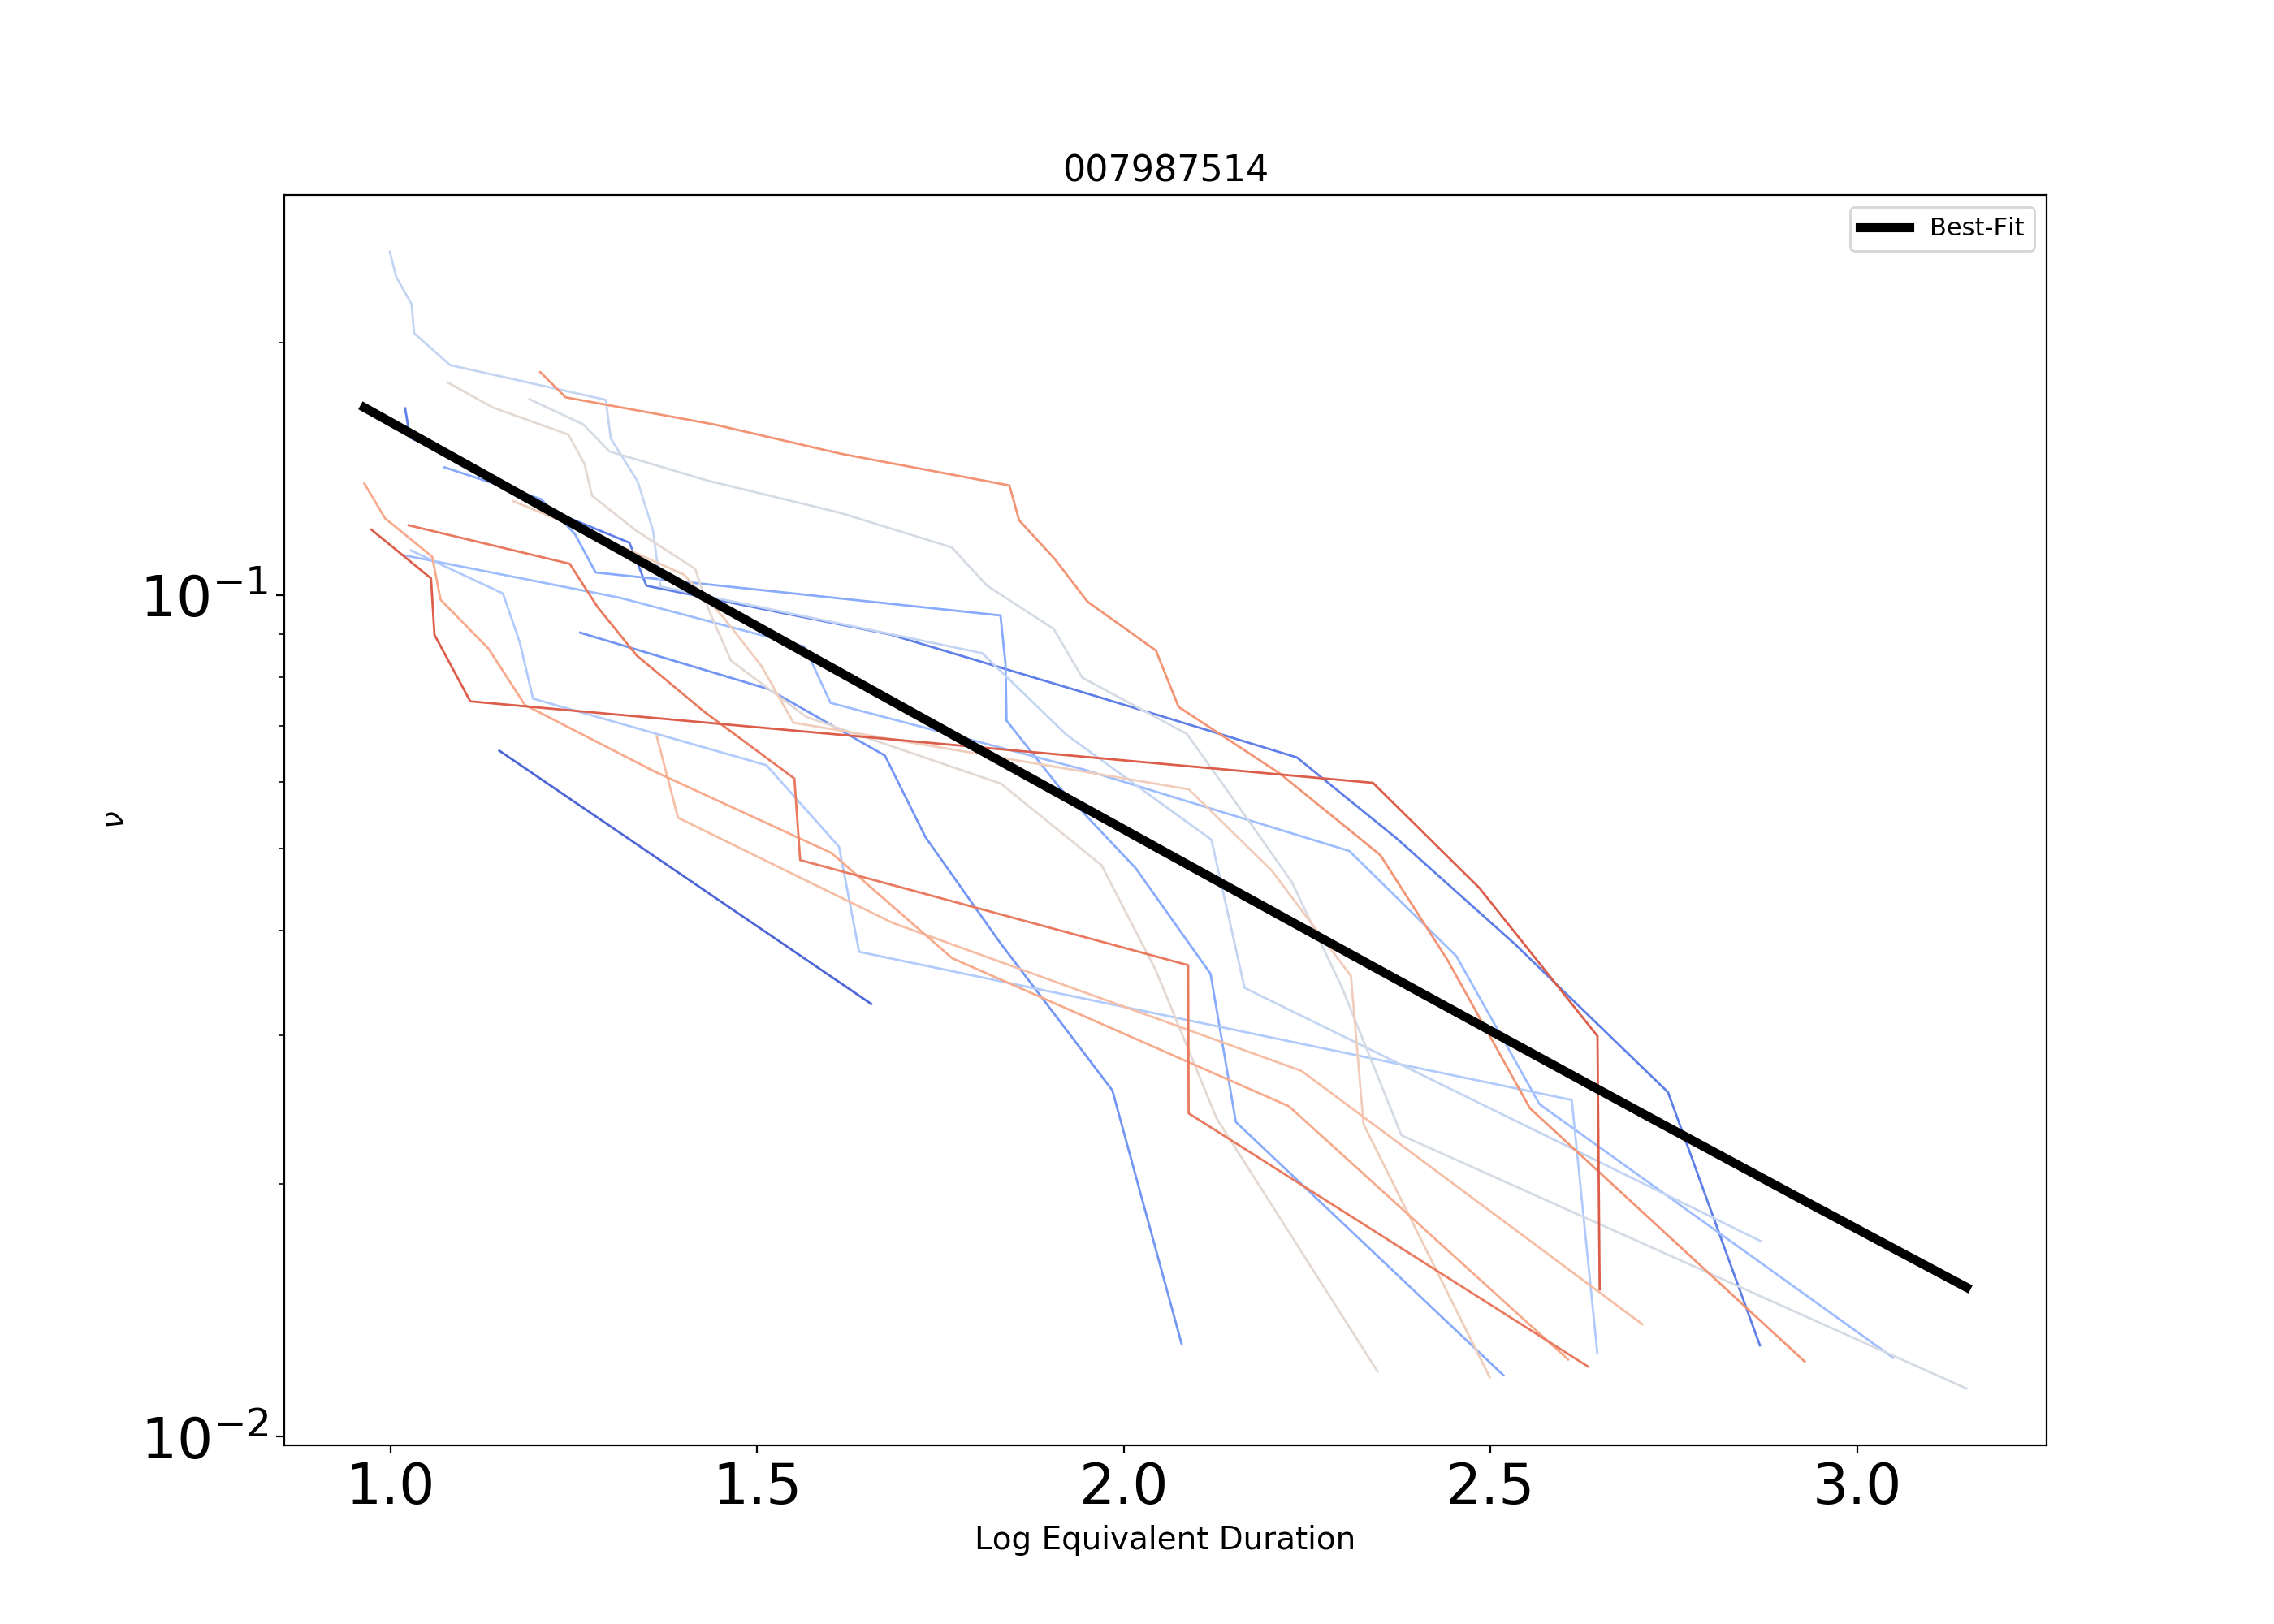 007987514
Best-Fit
10⁻¹
ν
10⁻²
1.0 1.5 2.0 2.5 3.0
Log Equivalent Duration